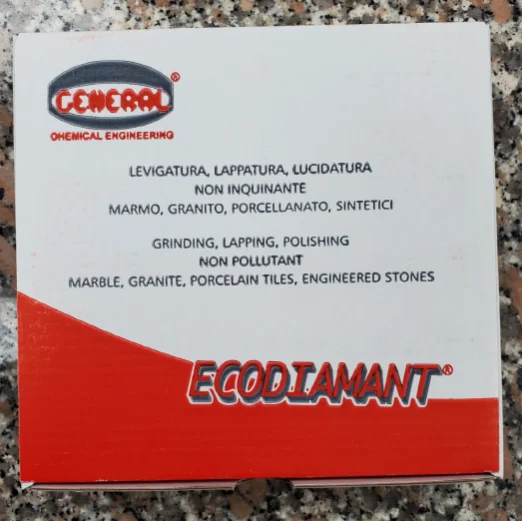 GENERAL®
CHEMICAL ENGINEERING
LEVIGATURA, LAPPATURA, LUCIDATURA
NON INQUINANTE
MARMO, GRANITO, PORCELLANATO, SINTETICI
GRINDING, LAPPING, POLISHING
NON POLLUTANT
MARBLE, GRANITE, PORCELAIN TILES, ENGINEERED STONES
ECODIAMANT®